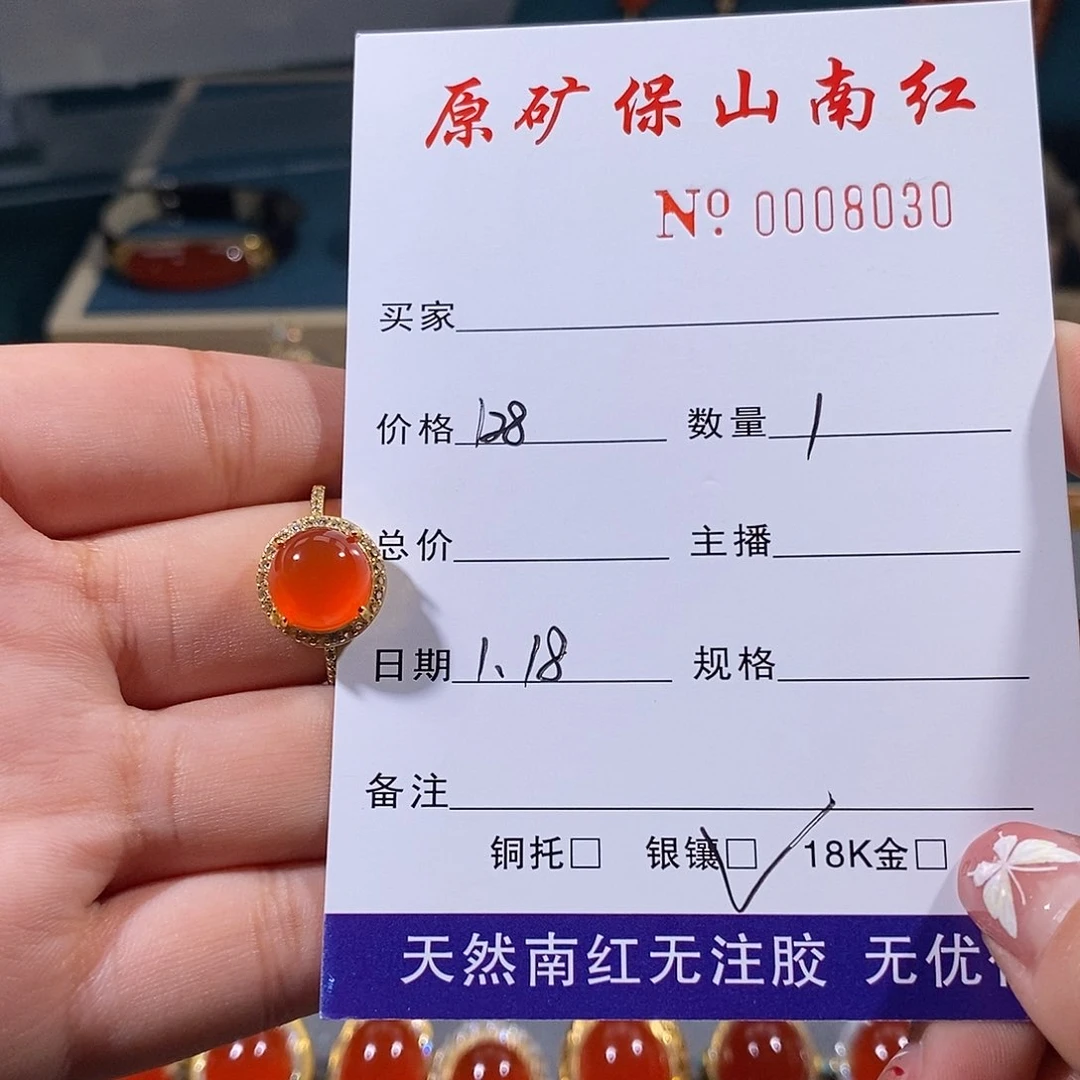 原矿保山南红
No. 0008030
买家
价格 128 数量 1
总价 主播
日期 1、18 规格
备注
铜托□ 银镶□ 18K金□
天然南红无注胶 无优